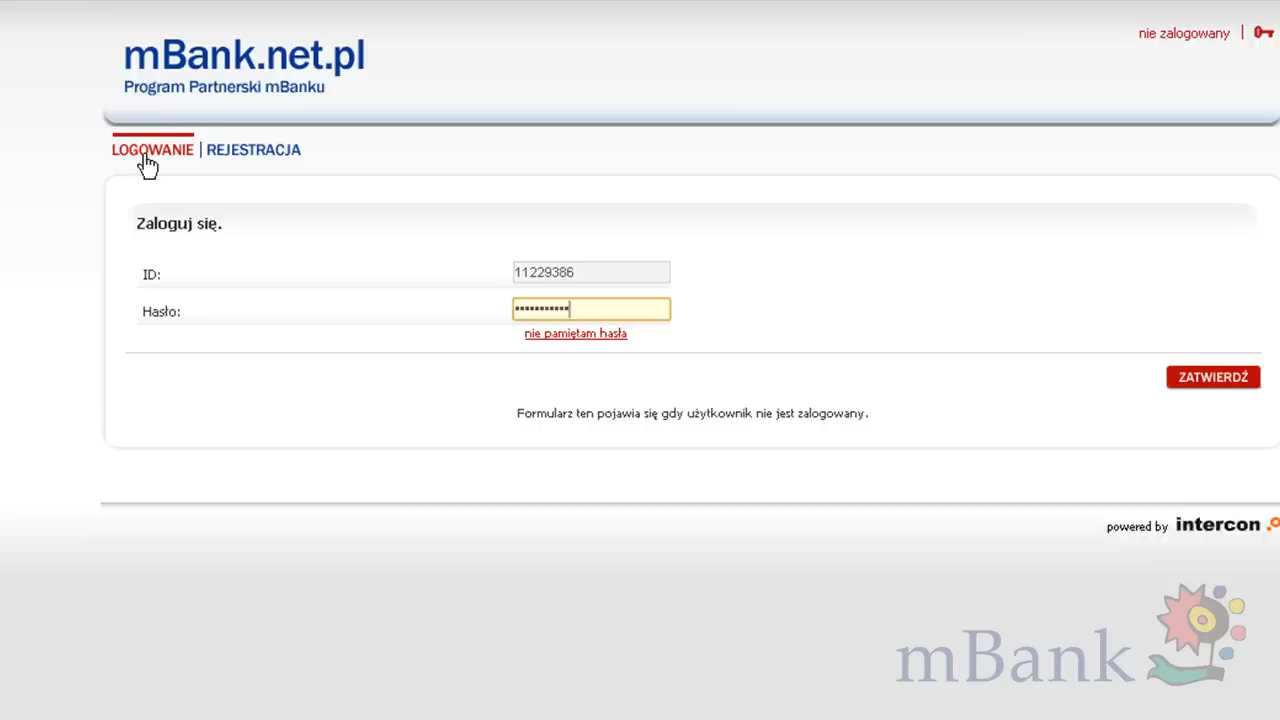 mBank.net.pl
Program Partnerski mBanku
nie zalogowany |
LOGOWANIE | REJESTRACJA
Zaloguj się.
ID: 11229386
Hasło: •••••••••••
nie pamiętam hasła
ZATWIERDŹ
Formularz ten pojawia się gdy użytkownik nie jest zalogowany.
powered by intercon
mBank